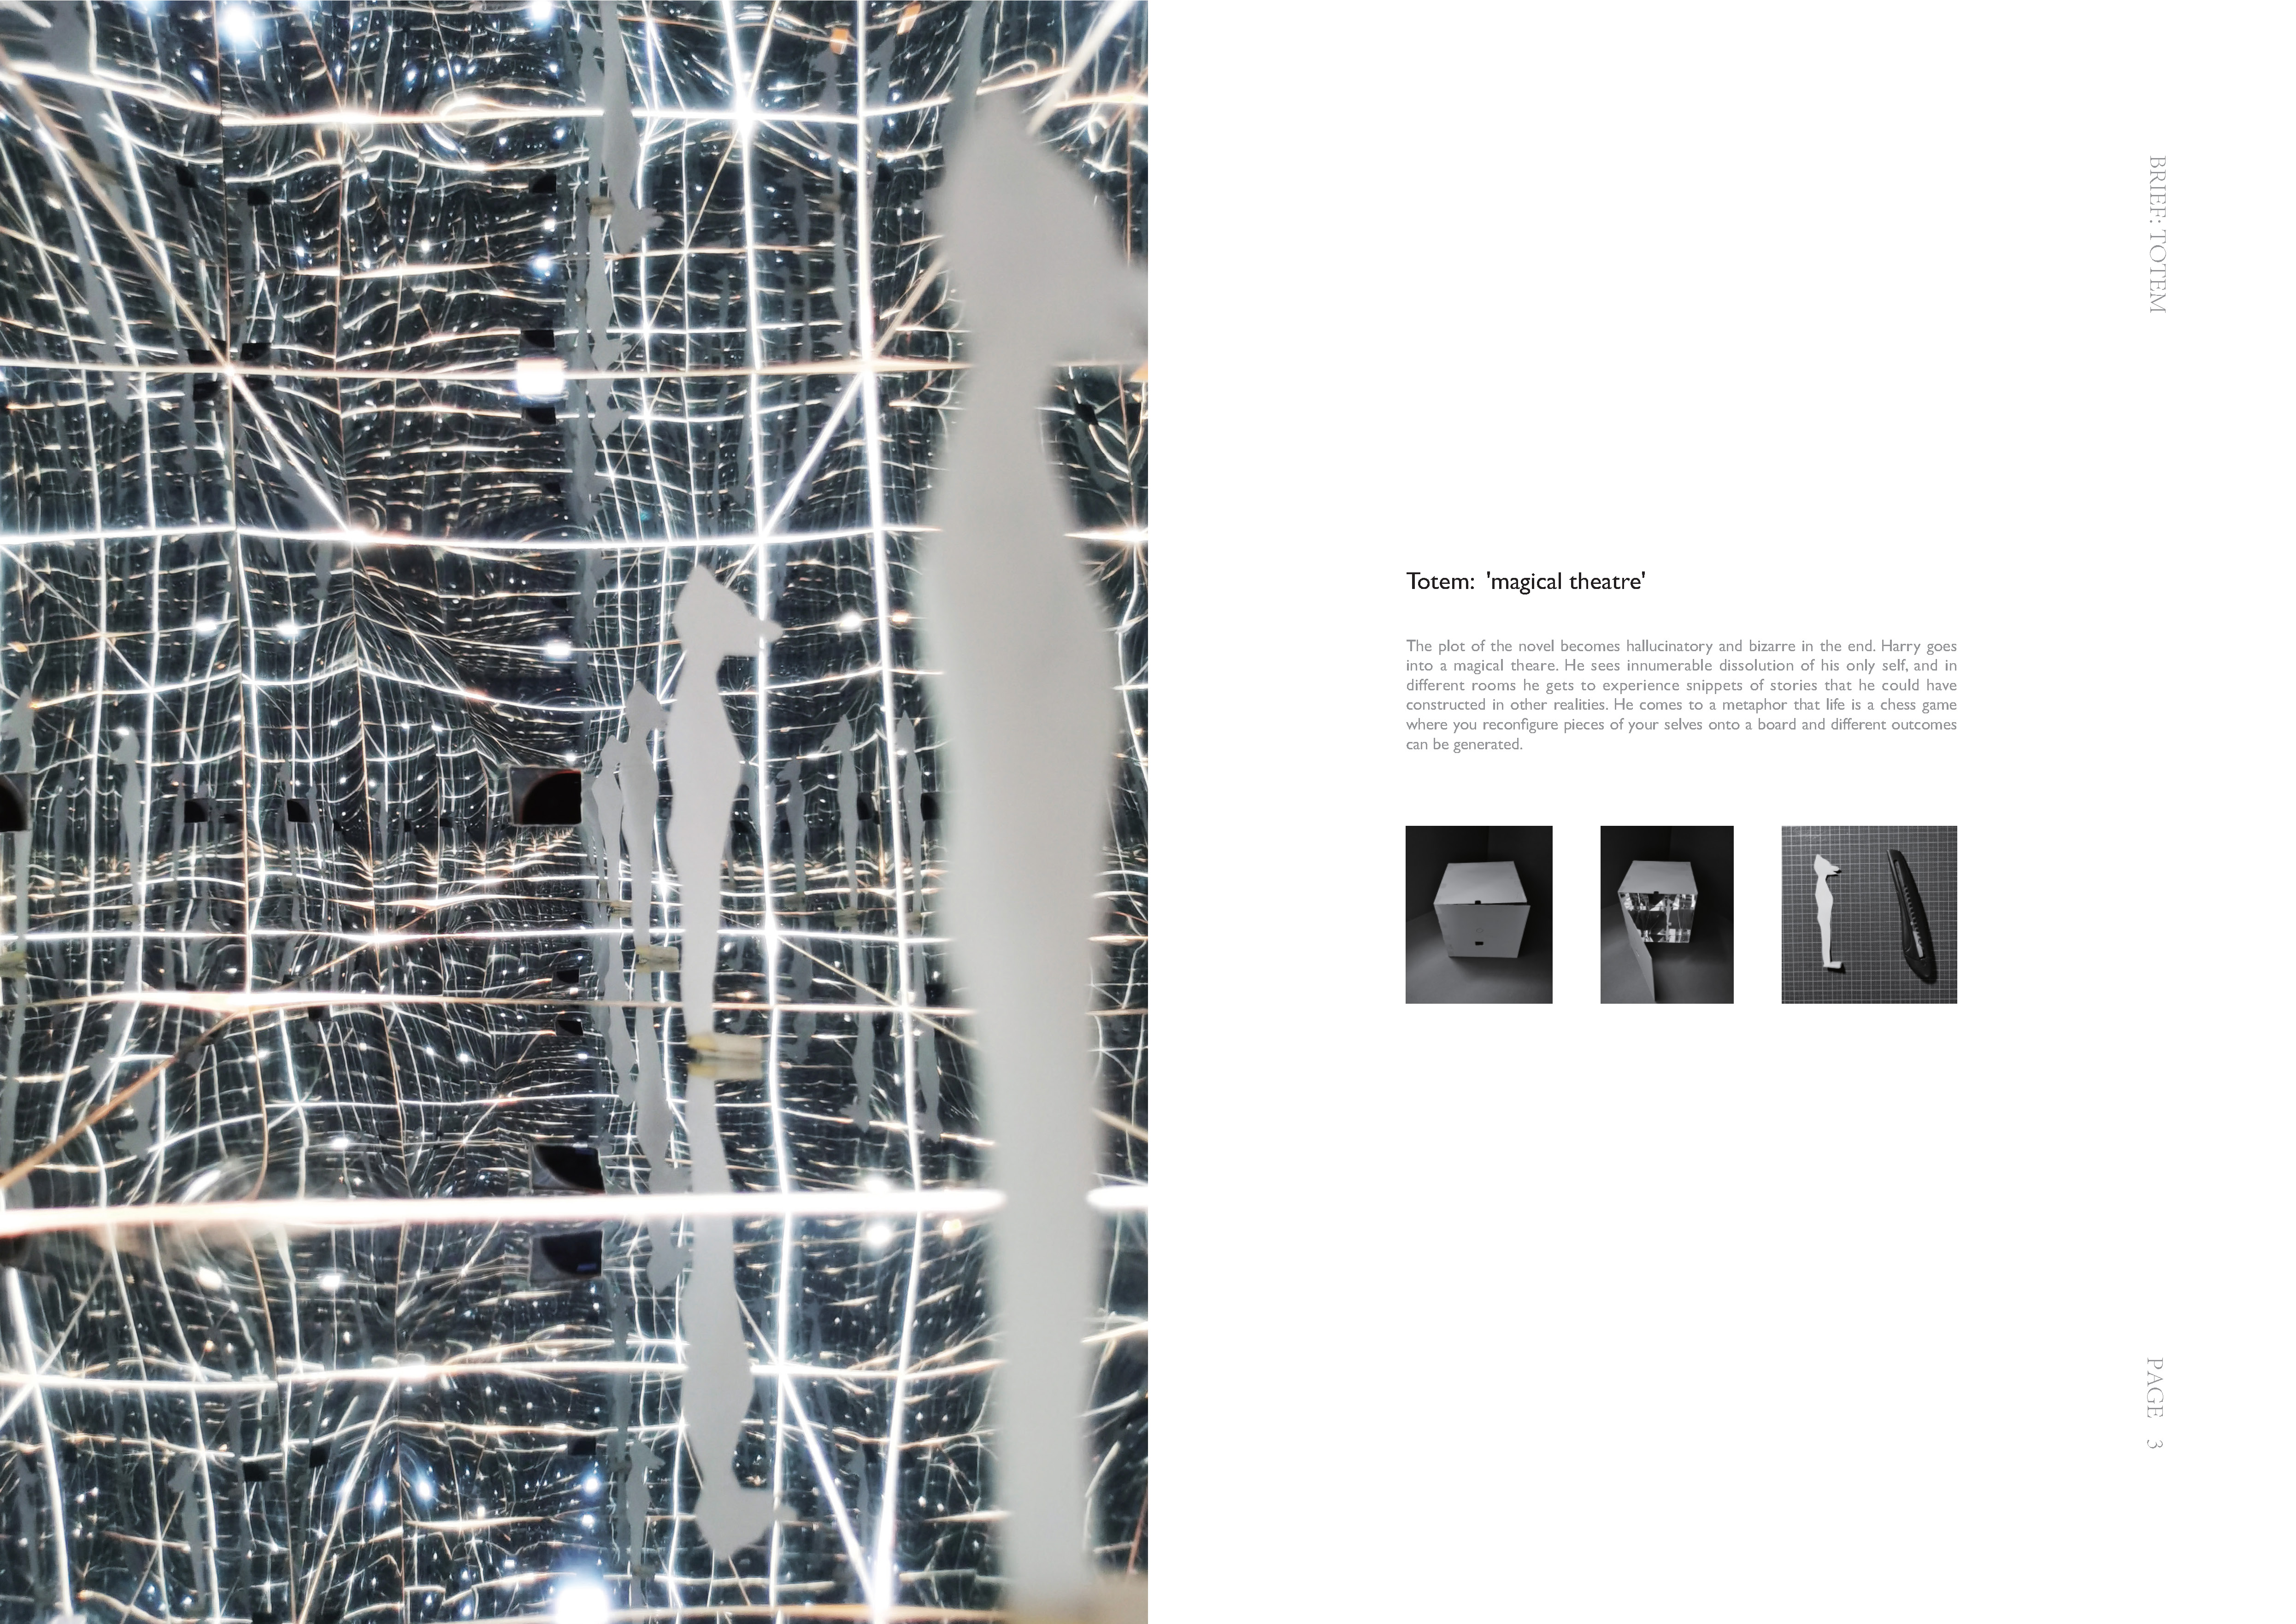 BRIEF: TOTEM
Totem: 'magical theatre'
The plot of the novel becomes hallucinatory and bizarre in the end. Harry goes
into a magical theare. He sees innumerable dissolution of his only self, and in
different rooms he gets to experience snippets of stories that he could have
constructed in other realities. He comes to a metaphor that life is a chess game
where you reconfigure pieces of your selves onto a board and different outcomes
can be generated.
PAGE 3